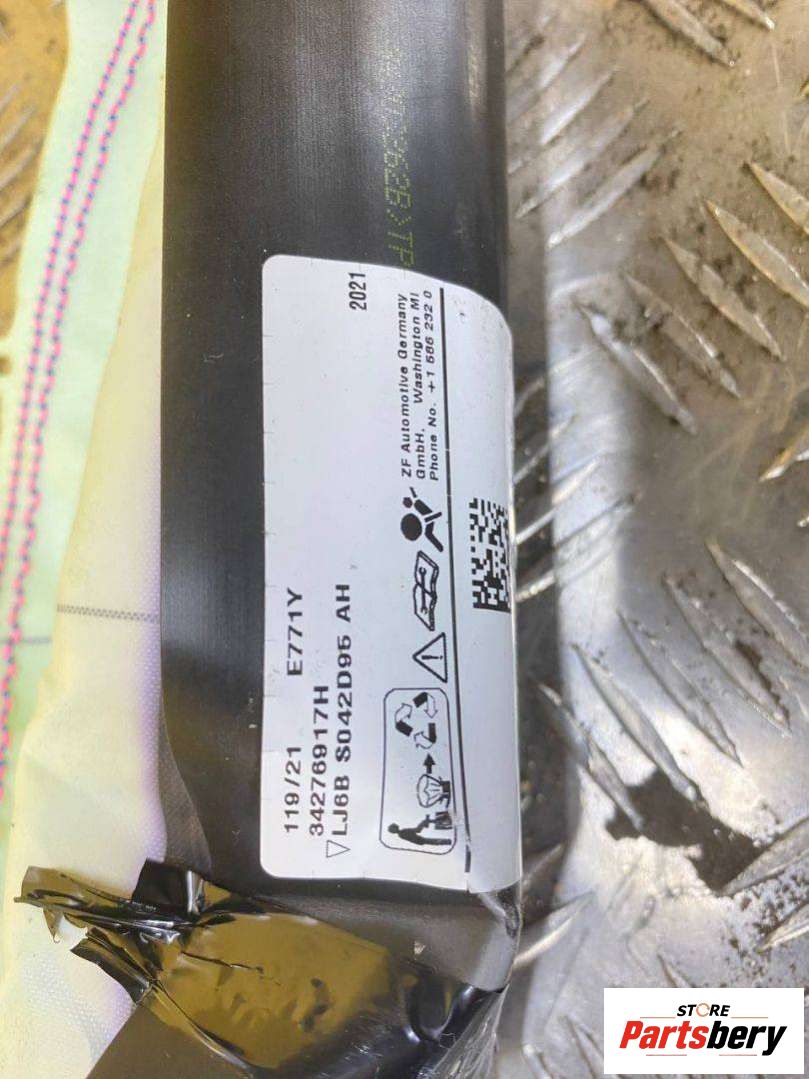 119/21 E771Y
2021
34276917H
▽LJ6B S042D95 AH
ZF Automotive Germany
GmbH, Washington MI
Phone No. +1 586 232 0
STORE
Partsbery